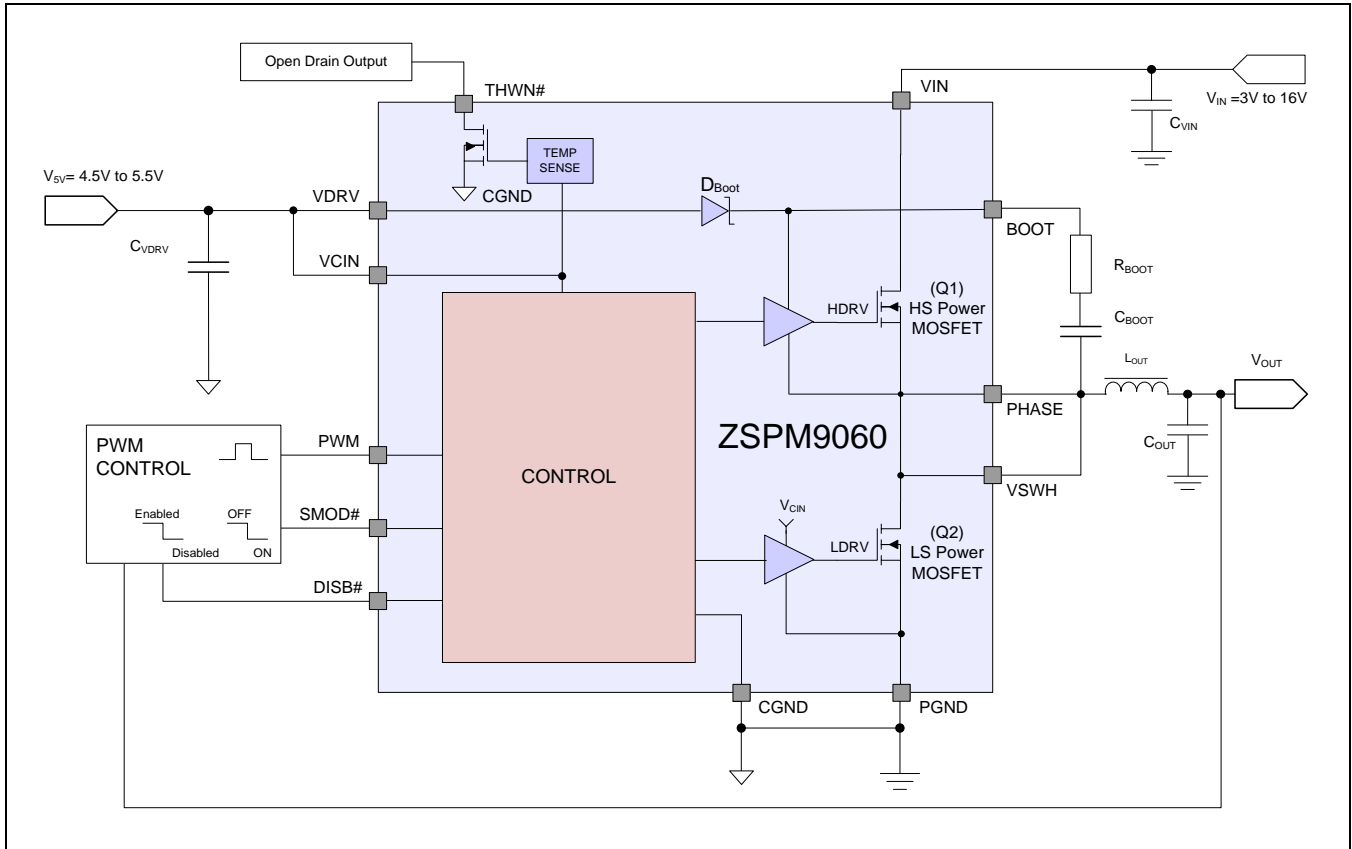 Open Drain Output
THWN#
VIN
V_IN =3V to 16V
C_VIN
TEMP
SENSE
V_5V= 4.5V to 5.5V
CGND
VDRV
D_Boot
BOOT
C_VDRV
VCIN
R_BOOT
(Q1)
HS Power
MOSFET
HDRV
C_BOOT
L_OUT
V_OUT
PHASE
ZSPM9060
C_OUT
PWM
CONTROL
PWM
CONTROL
VSWH
V_CIN
Enabled
OFF
SMOD#
Disabled
ON
(Q2)
LS Power
MOSFET
LDRV
DISB#
CGND
PGND